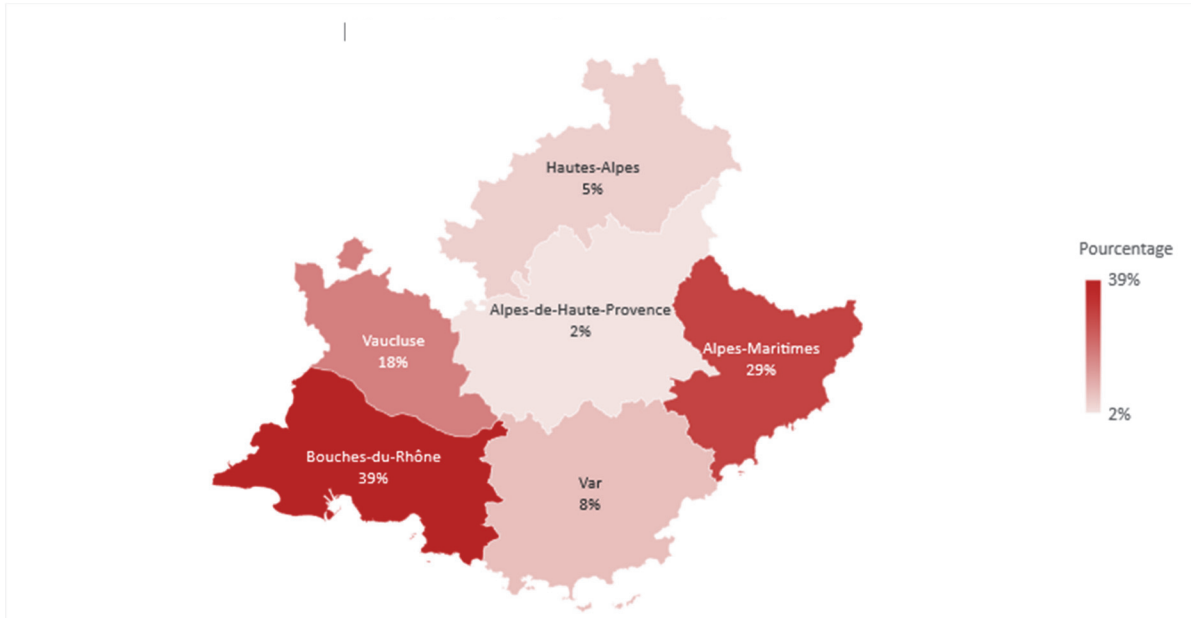 Hautes-Alpes
5%
Pourcentage
39%
2%
Alpes-de-Haute-Provence
2%
Vaucluse
18%
Alpes-Maritimes
29%
Bouches-du-Rhône
39%
Var
8%